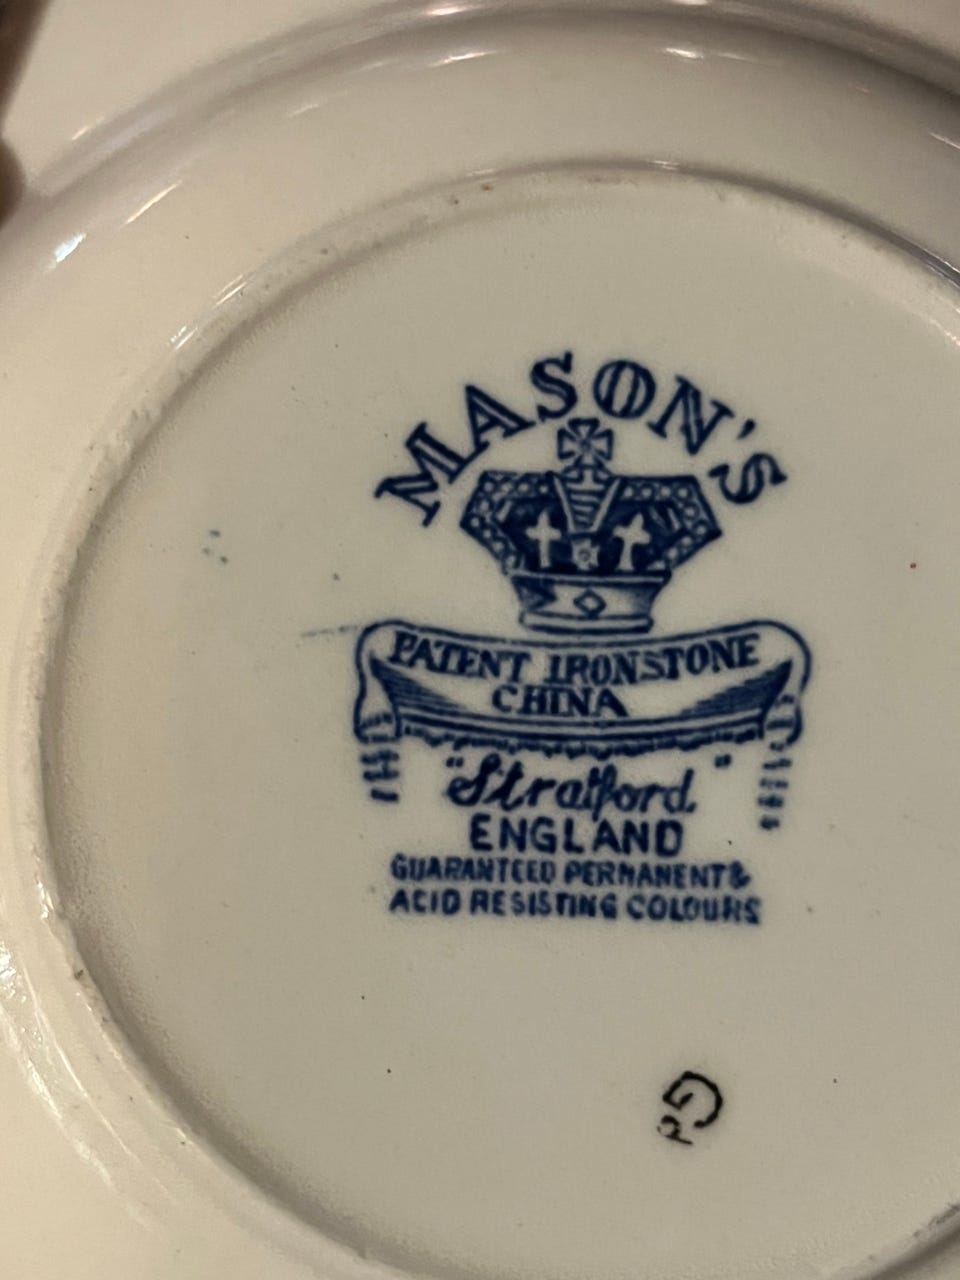 MASON'S
PATENT IRONSTONE
CHINA
"Stratford"
ENGLAND
GUARANTEED PERMANENT &
ACID RESISTING COLOURS